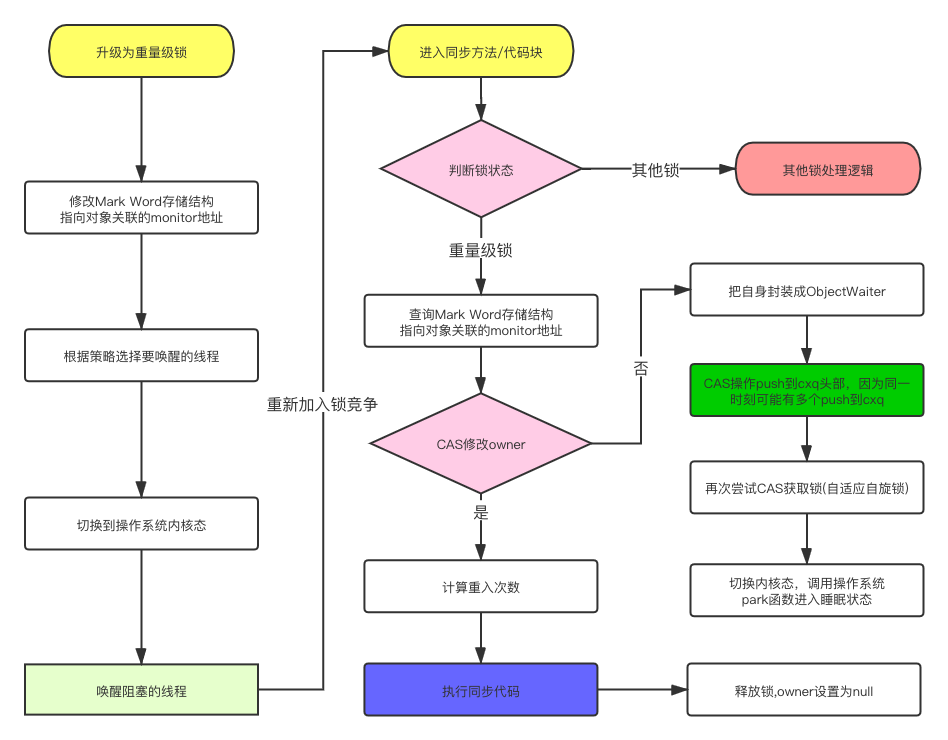 升级为重量级锁
修改Mark Word存储结构
指向对象关联的monitor地址
根据策略选择要唤醒的线程
切换到操作系统内核态
唤醒阻塞的线程
重新加入锁竞争
进入同步方法/代码块
判断锁状态
其他锁
其他锁处理逻辑
重量级锁
查询Mark Word存储结构
指向对象关联的monitor地址
CAS修改owner
否
是
计算重入次数
执行同步代码
释放锁,owner设置为null
把自身封装成ObjectWaiter
CAS操作push到cxq头部，因为同一
时刻可能有多个push到cxq
再次尝试CAS获取锁(自适应自旋锁)
切换内核态，调用操作系统
park函数进入睡眠状态